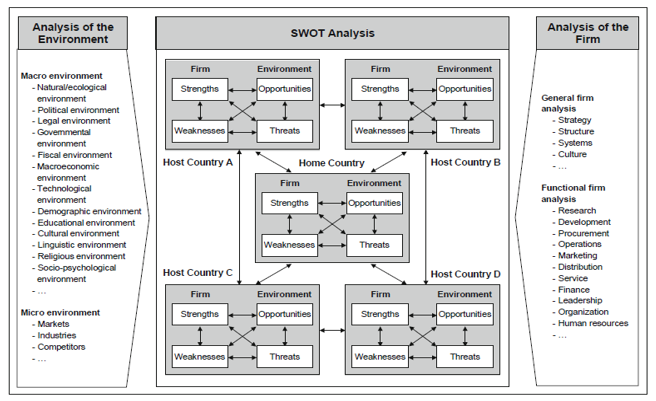 Analysis of the
Environment
Macro environment
- Natural/ecological
environment
- Political environment
- Legal environment
- Governmental
environment
- Fiscal environment
- Macroeconomic
environment
- Technological
environment
- Demographic environment
- Educational environment
- Cultural environment
- Linguistic environment
- Religious environment
- Socio-psychological
environment
- ...
Micro environment
- Markets
- Industries
- Competitors
- ...
SWOT Analysis
Firm Environment
Strengths Opportunities
Weaknesses Threats
Host Country A
Firm Environment
Strengths Opportunities
Weaknesses Threats
Host Country B
Home Country
Firm Environment
Strengths Opportunities
Weaknesses Threats
Host Country C
Firm Environment
Strengths Opportunities
Weaknesses Threats
Host Country D
Firm Environment
Strengths Opportunities
Weaknesses Threats
Analysis of the
Firm
General firm
analysis
- Strategy
- Structure
- Systems
- Culture
- ...
Functional firm
analysis
- Research
- Development
- Procurement
- Operations
- Marketing
- Distribution
- Service
- Finance
- Leadership
- Organization
- Human resources
- ...